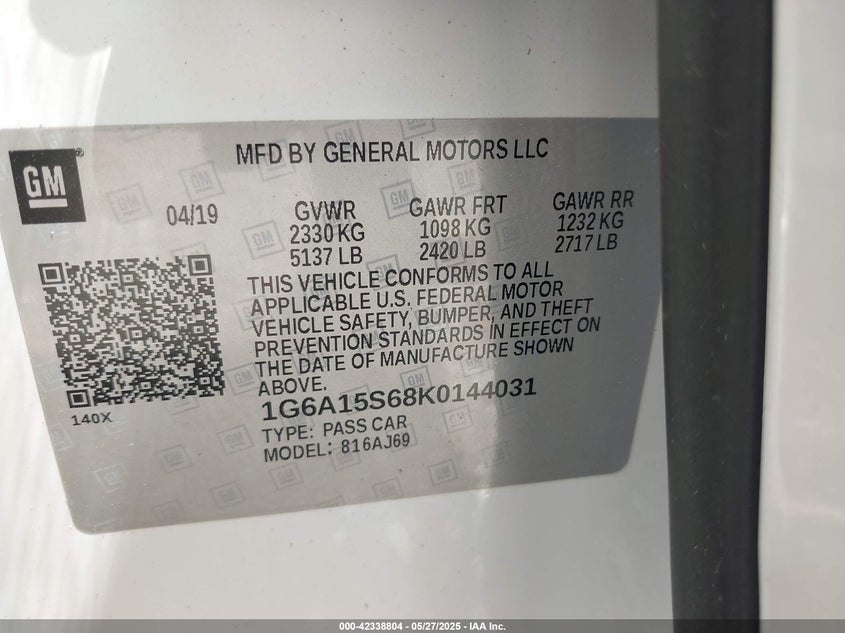 GM
MFD BY GENERAL MOTORS LLC
04/19
GVWR
2330 KG
5137 LB
GAWR FRT
1098 KG
2420 LB
GAWR RR
1232 KG
2717 LB
THIS VEHICLE CONFORMS TO ALL
APPLICABLE U.S. FEDERAL MOTOR
VEHICLE SAFETY, BUMPER, AND THEFT
PREVENTION STANDARDS IN EFFECT ON
THE DATE OF MANUFACTURE SHOWN
ABOVE.
140X
1G6A15S68K0144031
TYPE: PASS CAR
MODEL: 816AJ69
000-42338804 - 05/27/2025 - IAA Inc.